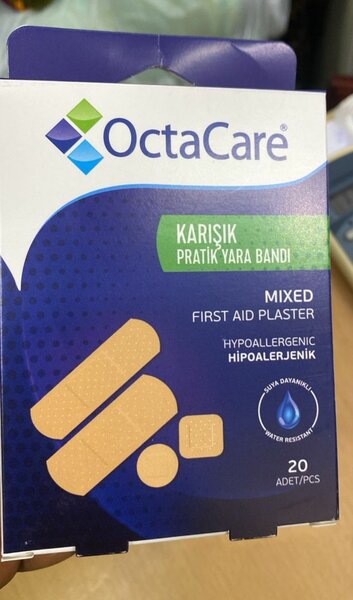 OctaCare®
KARIŞIK
PRATİK YARA BANDI
MIXED
FIRST AID PLASTER
HYPOALLERGENIC
HİPOALERJENİK
SUYA DAYANIKLI
WATER RESISTANT
20
ADET/PCS